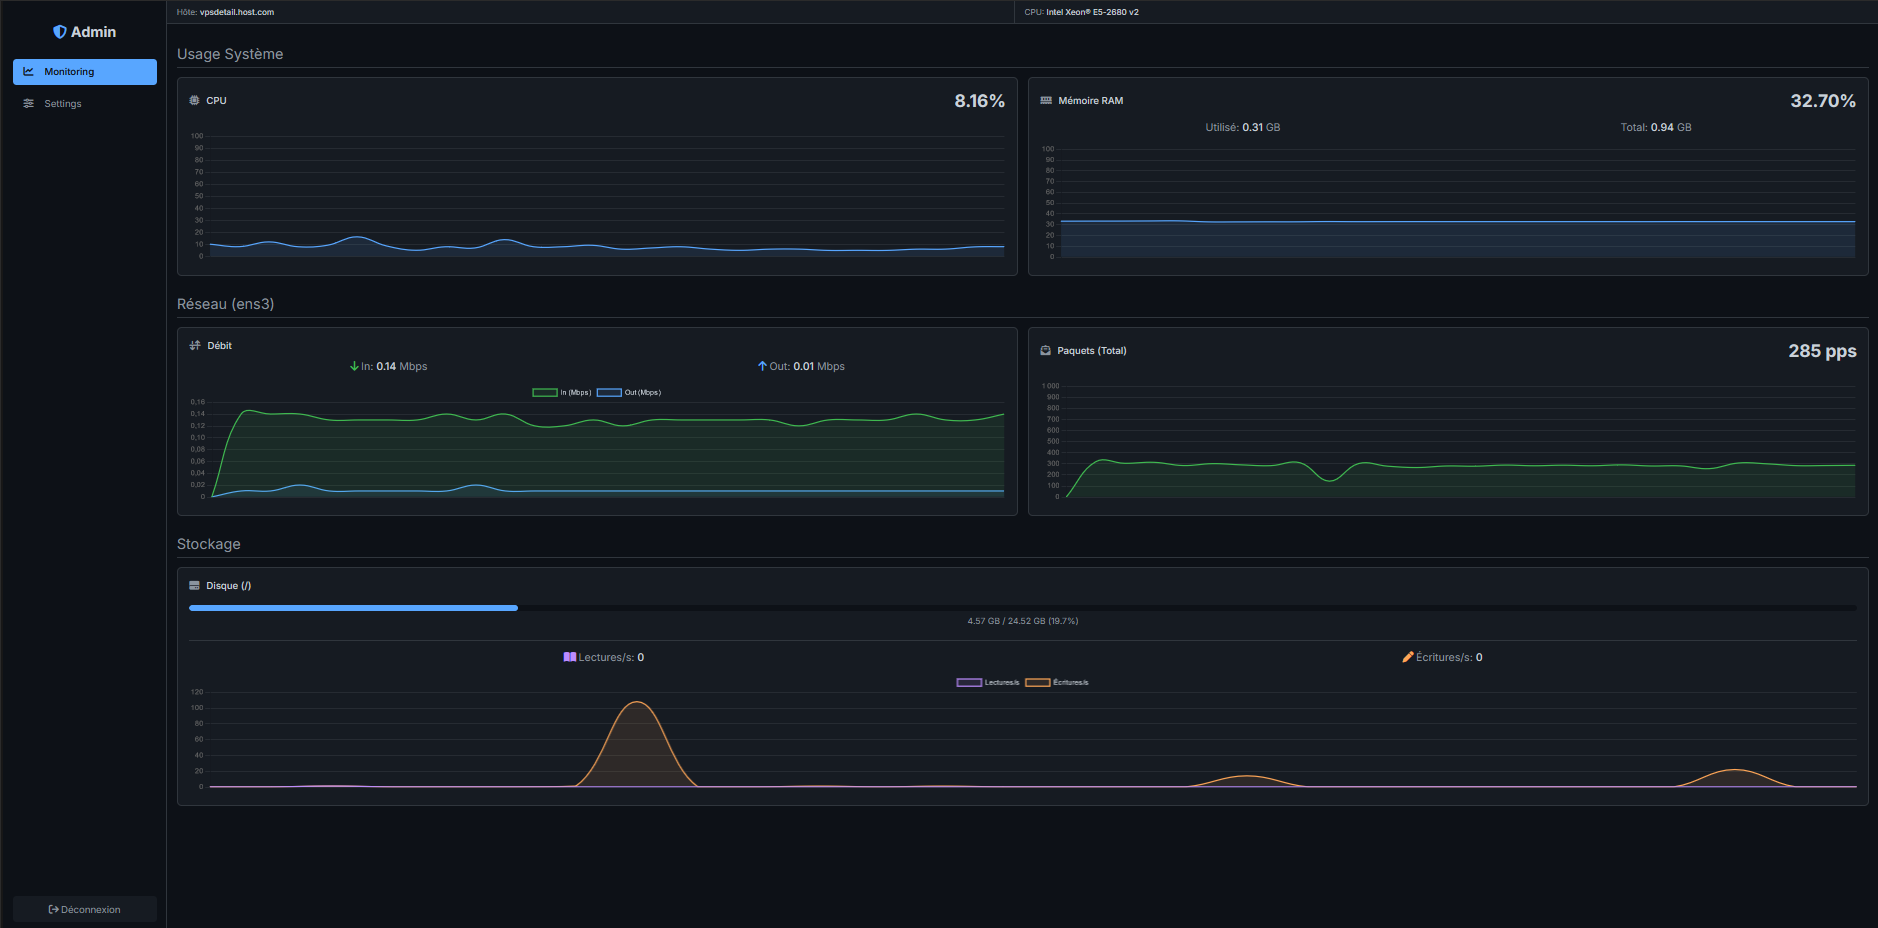 Admin
Monitoring
Settings
Déconnexion
Hôte: vpsdetail.host.com
CPU: Intel Xeon® E5-2680 v2
Usage Système
CPU
8.16%
100
90
80
70
60
50
40
30
20
10
0
Mémoire RAM
32.70%
Utilisé: 0.31 GB
Total: 0.94 GB
100
90
80
70
60
50
40
30
20
10
0
Réseau (ens3)
Débit
In: 0.14 Mbps
Out: 0.01 Mbps
In (Mbps) Out (Mbps)
0,16
0,14
0,12
0,10
0,08
0,06
0,04
0,02
0
Paquets (Total)
285 pps
1 000
900
800
700
600
500
400
300
200
100
0
Stockage
Disque (/)
4.57 GB / 24.52 GB (19.7%)
Lectures/s: 0
Écritures/s: 0
Lectures/s Écritures/s
120
100
80
60
40
20
0